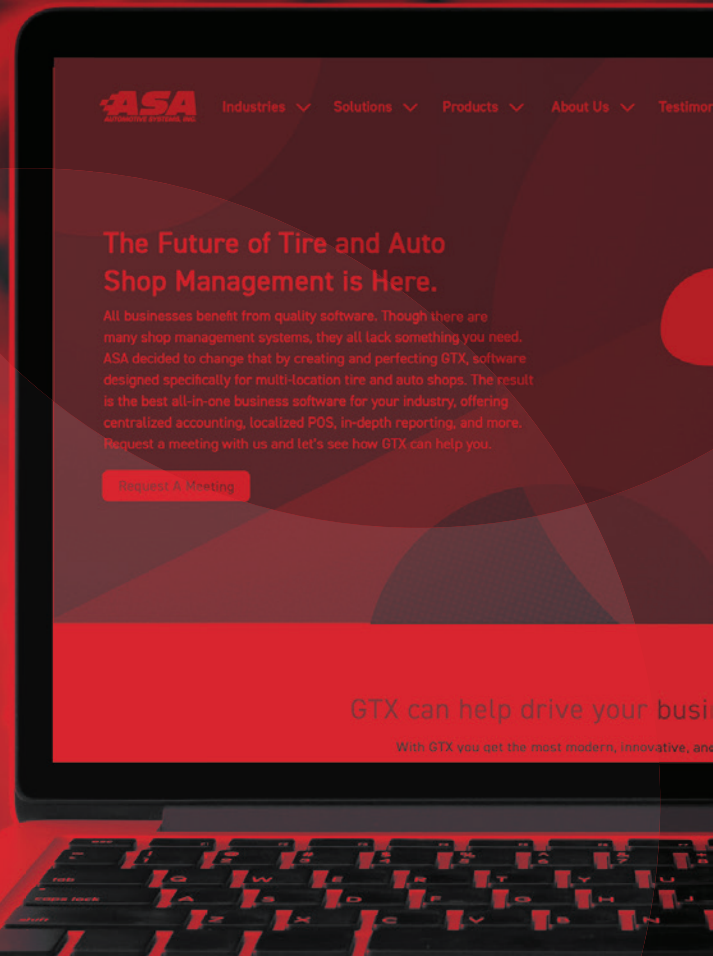 ASA
AUTOMOTIVE SYSTEMS, INC.
Industries Solutions Products About Us
The Future of Tire and Auto
Shop Management is Here.
All businesses benefit from quality software. Though there are
many shop management systems, they all lack something you need.
ASA decided to change that by creating and perfecting GTX, software
designed specifically for multi-location tire and auto shops. The result
is the best all-in-one business software for your industry, offering
centralized accounting, localized POS, in-depth reporting, and more.
Request a meeting with us and let's see how GTX can help you.
Request A Meeting
GTX can help drive your
With GTX you get the most modern, innovative, and
esc
tab Q W E R T Y U
caps lock A S D F G H J
shift Z X C V B N